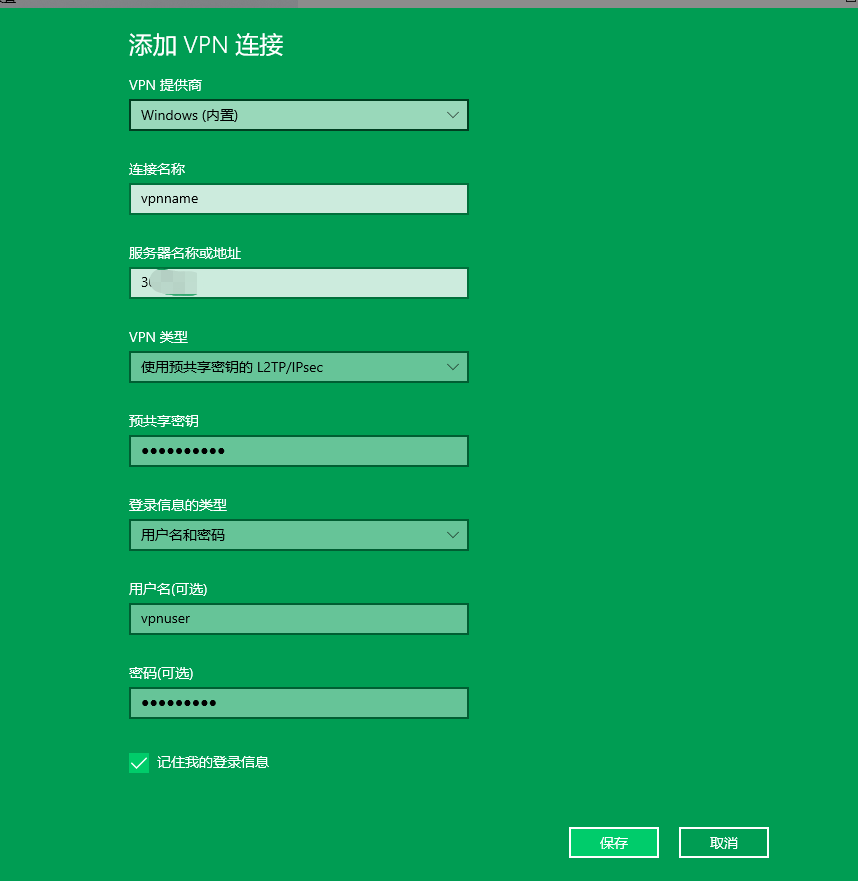 添加 VPN 连接
VPN 提供商
Windows (内置)
连接名称
vpnname
服务器名称或地址
VPN 类型
使用预共享密钥的 L2TP/IPsec
预共享密钥
●●●●●●●●●●
登录信息的类型
用户名和密码
用户名(可选)
vpnuser
密码(可选)
●●●●●●●●●
记住我的登录信息
保存
取消